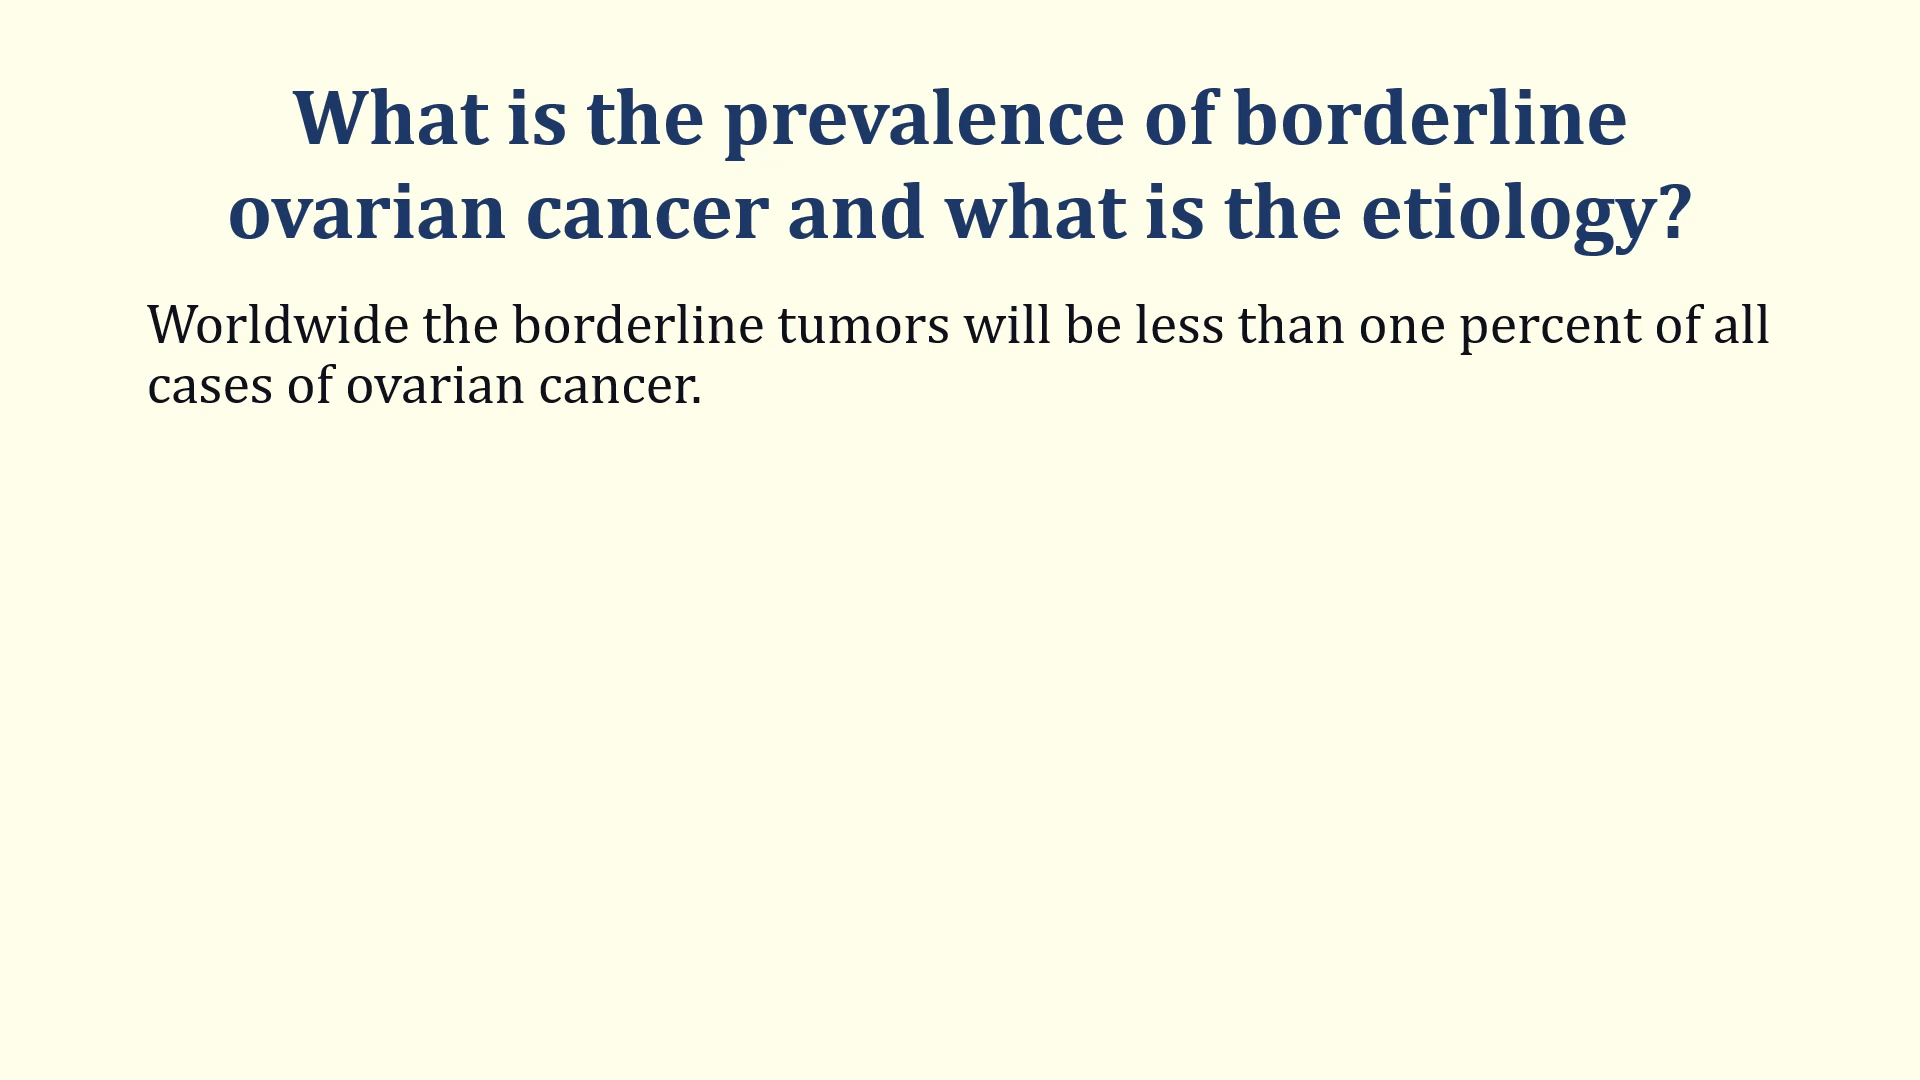 What is the prevalence of borderline
ovarian cancer and what is the etiology?
Worldwide the borderline tumors will be less than one percent of all
cases of ovarian cancer.